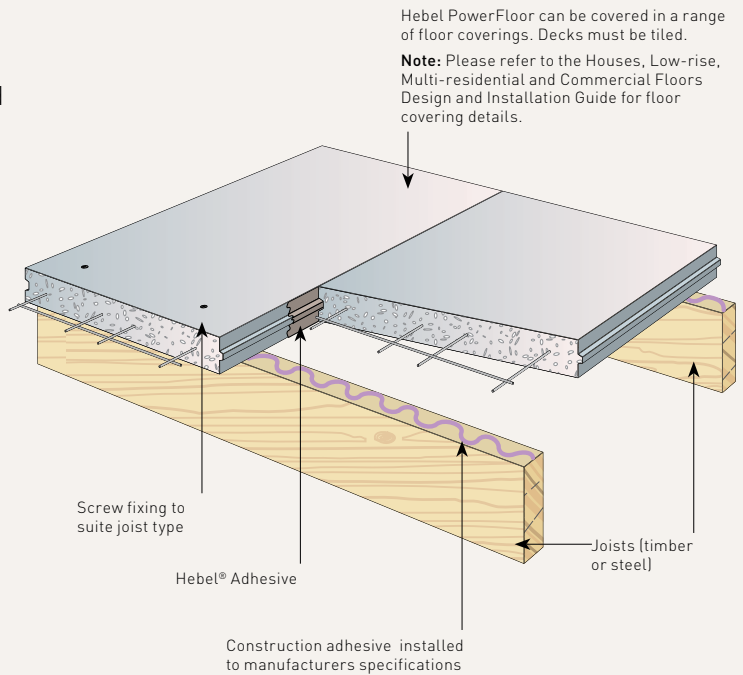 Hebel PowerFloor can be covered in a range
of floor coverings. Decks must be tiled.
Note: Please refer to the Houses, Low-rise,
Multi-residential and Commercial Floors
Design and Installation Guide for floor
covering details.
Screw fixing to
suite joist type
Hebel® Adhesive
Joists (timber
or steel)
Construction adhesive installed
to manufacturers specifications